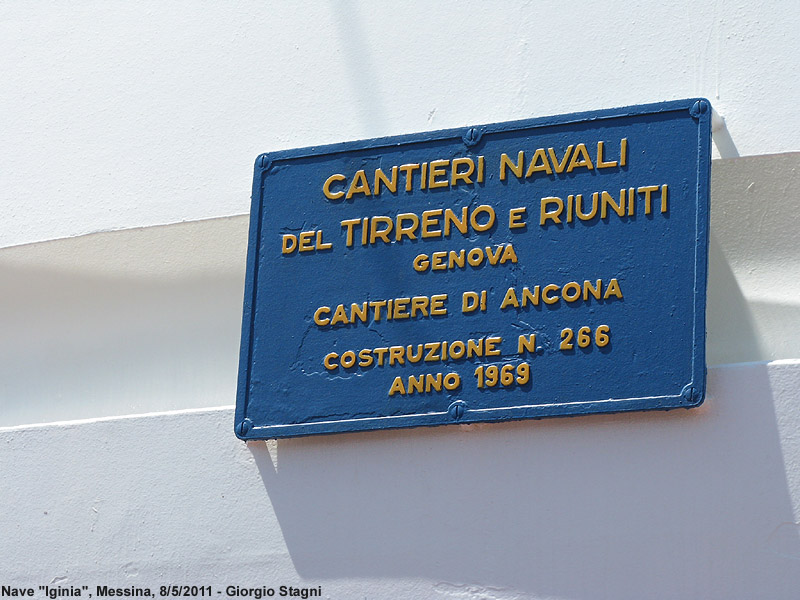 CANTIERI NAVALI
DEL TIRRENO E RIUNITI
GENOVA
CANTIERE DI ANCONA
COSTRUZIONE N. 266
ANNO 1969
Nave "Iginia", Messina, 8/5/2011 - Giorgio Stagni